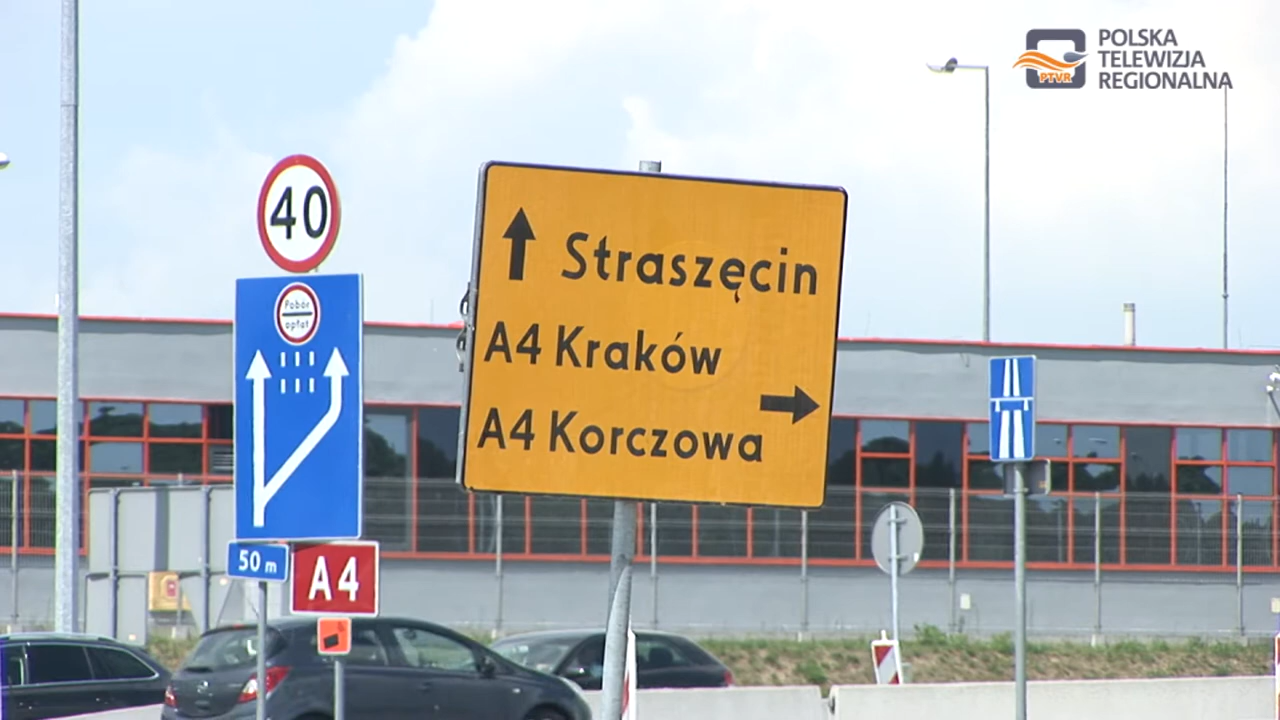 POLSKA
TELEWIZJA
REGIONALNA
PTVR
40
Pobór
opłat
50 m
A4
Straszęcin
A4 Kraków
A4 Korczowa